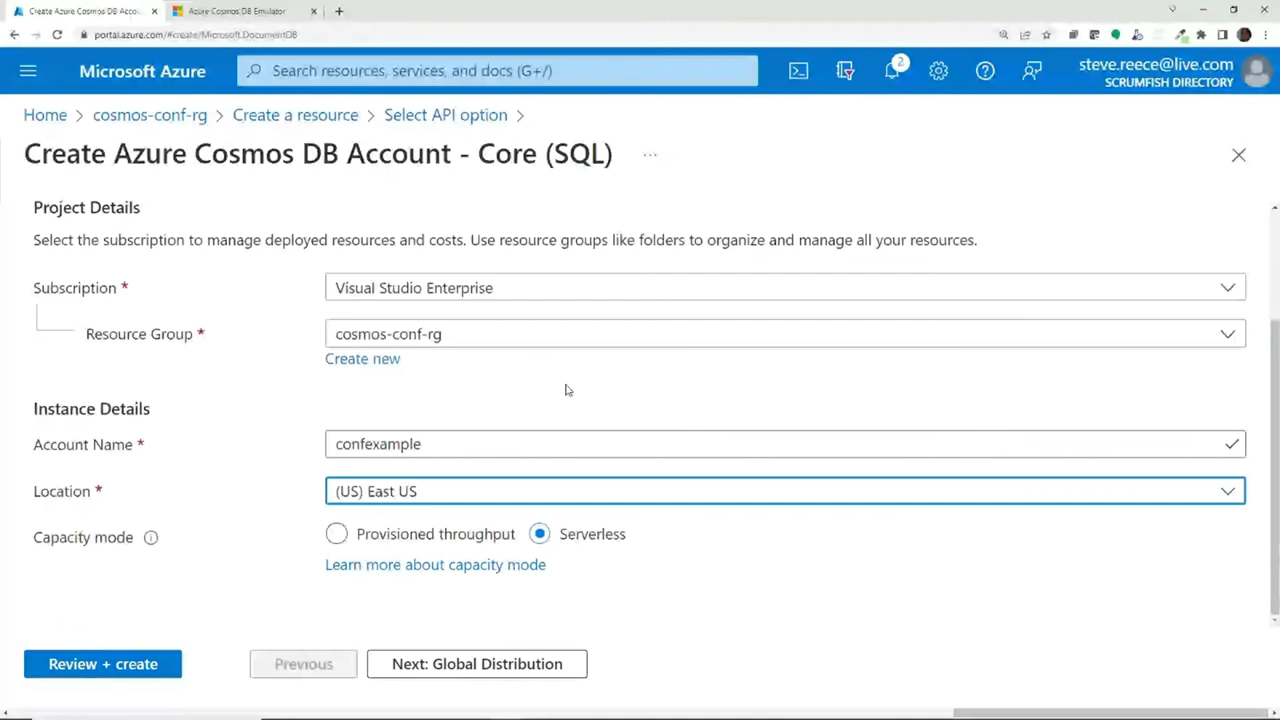 Create Azure Cosmos DB Accou
Azure Cosmos DB Emulator
portal.azure.com/#create/Microsoft.DocumentDB
Microsoft Azure
Search resources, services, and docs (G+/)
2
steve.reece@live.com
SCRUMFISH DIRECTORY
Home > cosmos-conf-rg > Create a resource > Select API option >
Create Azure Cosmos DB Account - Core (SQL) ...
Project Details
Select the subscription to manage deployed resources and costs. Use resource groups like folders to organize and manage all your resources.
Subscription * Visual Studio Enterprise
Resource Group * cosmos-conf-rg
Create new
Instance Details
Account Name * confexample
Location * (US) East US
Capacity mode Provisioned throughput Serverless
Learn more about capacity mode
Review + create Previous Next: Global Distribution